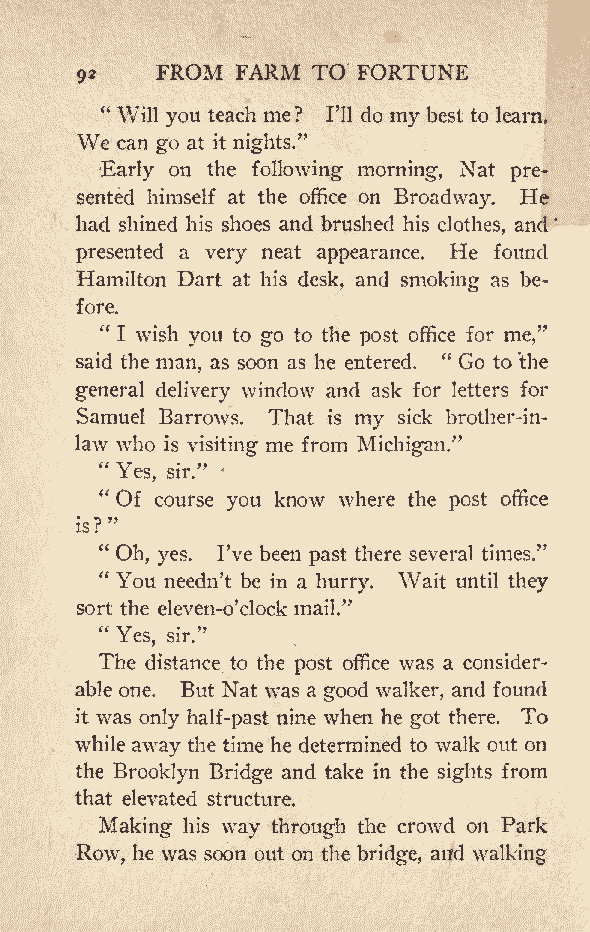 92 FROM FARM TO FORTUNE
“ Will you teach me? I’ll do my best to learn.
We can go at it nights.”
Early on the following morning, Nat pre-
sented himself at the office on Broadway. He
had shined his shoes and brushed his clothes, and
presented a very neat appearance. He found
Hamilton Dart at his desk, and smoking as be-
fore.
“ I wish you to go to the post office for me,”
said the man, as soon as he entered. “ Go to the
general delivery window and ask for letters for
Samuel Barrows. That is my sick brother-in-
law who is visiting me from Michigan.”
“ Yes, sir.”
“ Of course you know where the post office
is? ”
“ Oh, yes. I’ve been past there several times.”
“ You needn’t be in a hurry. Wait until they
sort the eleven-o’clock mail.”
“ Yes, sir.”
The distance to the post office was a consider-
able one. But Nat was a good walker, and found
it was only half-past nine when he got there. To
while away the time he determined to walk out on
the Brooklyn Bridge and take in the sights from
that elevated structure.
Making his way through the crowd on Park
Row, he was soon out on the bridge, and walking